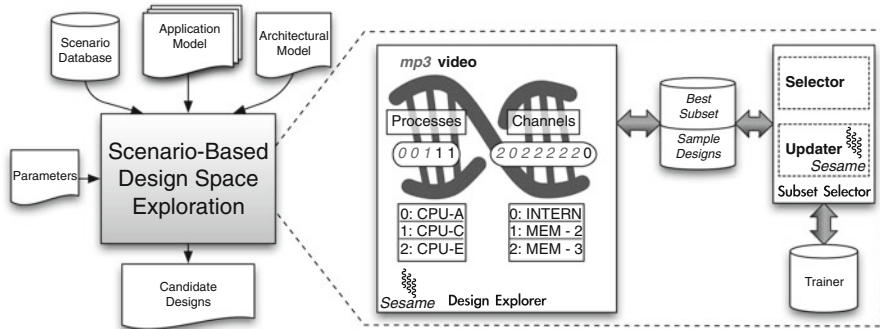 Scenario
Database
Application
Model
Architectural
Model
Parameters
Scenario-Based
Design Space
Exploration
Candidate
Designs
mp3 video
Processes
Channels
00111
20222220
0: CPU-A
1: CPU-C
2: CPU-E
0: INTERN
1: MEM - 2
2: MEM - 3
Sesame
Design Explorer
Best
Subset
Sample
Designs
Selector
Updater
Sesame
Subset Selector
Trainer